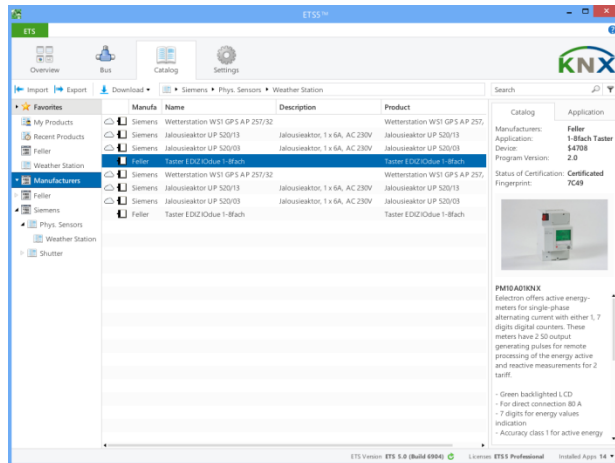 ETS5™
ETS
Overview
Bus
Catalog
Settings
KNX
Import Export Download Siemens Phys. Sensors Weather Station
Search
Favorites
My Products
Recent Products
Feller
Weather Station
Manufacturers
Feller
Siemens
Phys. Sensors
Weather Station
Shutter
Manufa Name Description Product
Siemens Wetterstation WS1 GPS AP 257/32 Wetterstation WS1 GPS AP 257,
Siemens Jalousieaktor UP 520/13 Jalousieaktor, 1 x 6A, AC 230V Jalousieaktor UP 520/13
Siemens Jalousieaktor UP 520/03 Jalousieaktor, 1 x 6A, AC 230V Jalousieaktor UP 520/03
Feller Taster EDIZIOdue 1-8fach Taster EDIZIOdue 1-8fach
Siemens Wetterstation WS1 GPS AP 257/32 Wetterstation WS1 GPS AP 257,
Siemens Jalousieaktor UP 520/13 Jalousieaktor, 1 x 6A, AC 230V Jalousieaktor UP 520/13
Siemens Jalousieaktor UP 520/03 Jalousieaktor, 1 x 6A, AC 230V Jalousieaktor UP 520/03
Feller Taster EDIZIOdue 1-8fach Taster EDIZIOdue 1-8fach
Catalog Application
Manufacturers: Feller
Application: 1-8fach Taster
Device: $4708
Program Version: 2.0
Status of Certification: Certificated
Fingerprint: 7C49
PM10A01KNX
Eelectron offers active energy-
meters for single-phase
alternating current with either 1, 7
digits digital counters. These
meters have 2 S0 output
generating pulses for remote
processing of the energy active
and reactive measurements for 2
tariff.
- Green backlighted LCD
- For direct connection 80 A
- 7 digits for energy values
indication
- Accuracy class 1 for active energy
ETS Version ETS 5.0 (Build 6904) Licenses ETS5 Professional Installed Apps 14